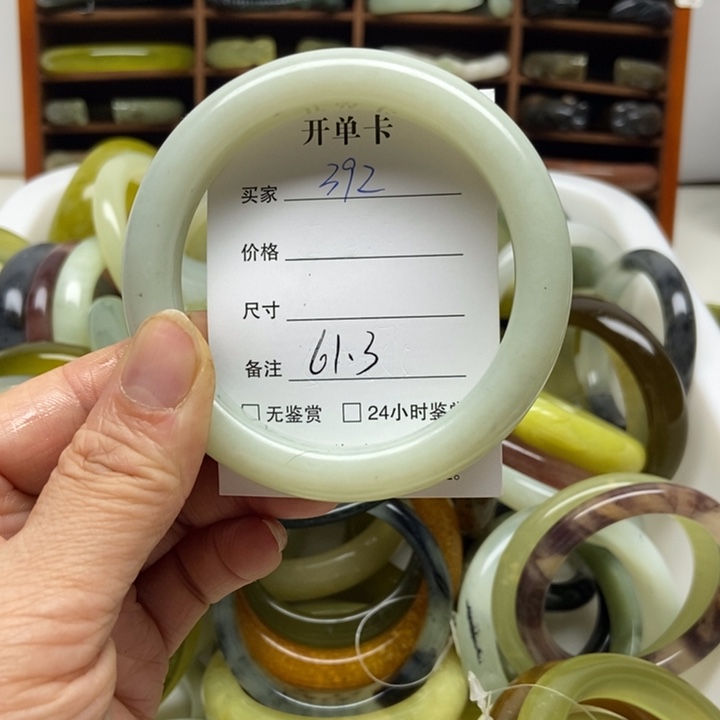 开单卡
买家 392
价格
尺寸
备注 61.3
□无鉴赏 □24小时鉴赏